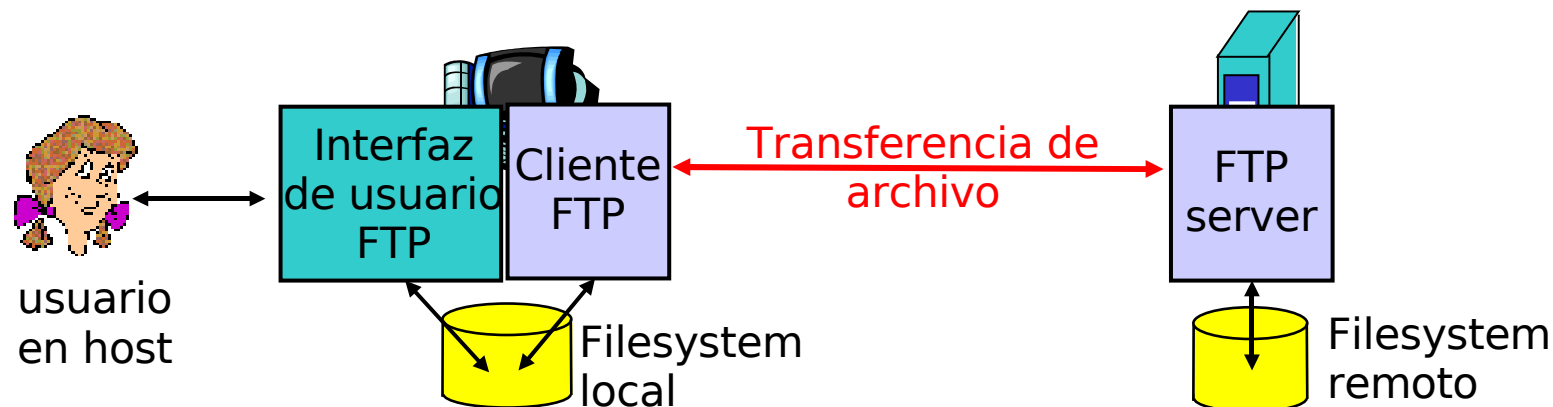 usuario
en host
Interfaz
de usuario
FTP
Cliente
FTP
Filesystem
local
Transferencia de
archivo
FTP
server
Filesystem
remoto